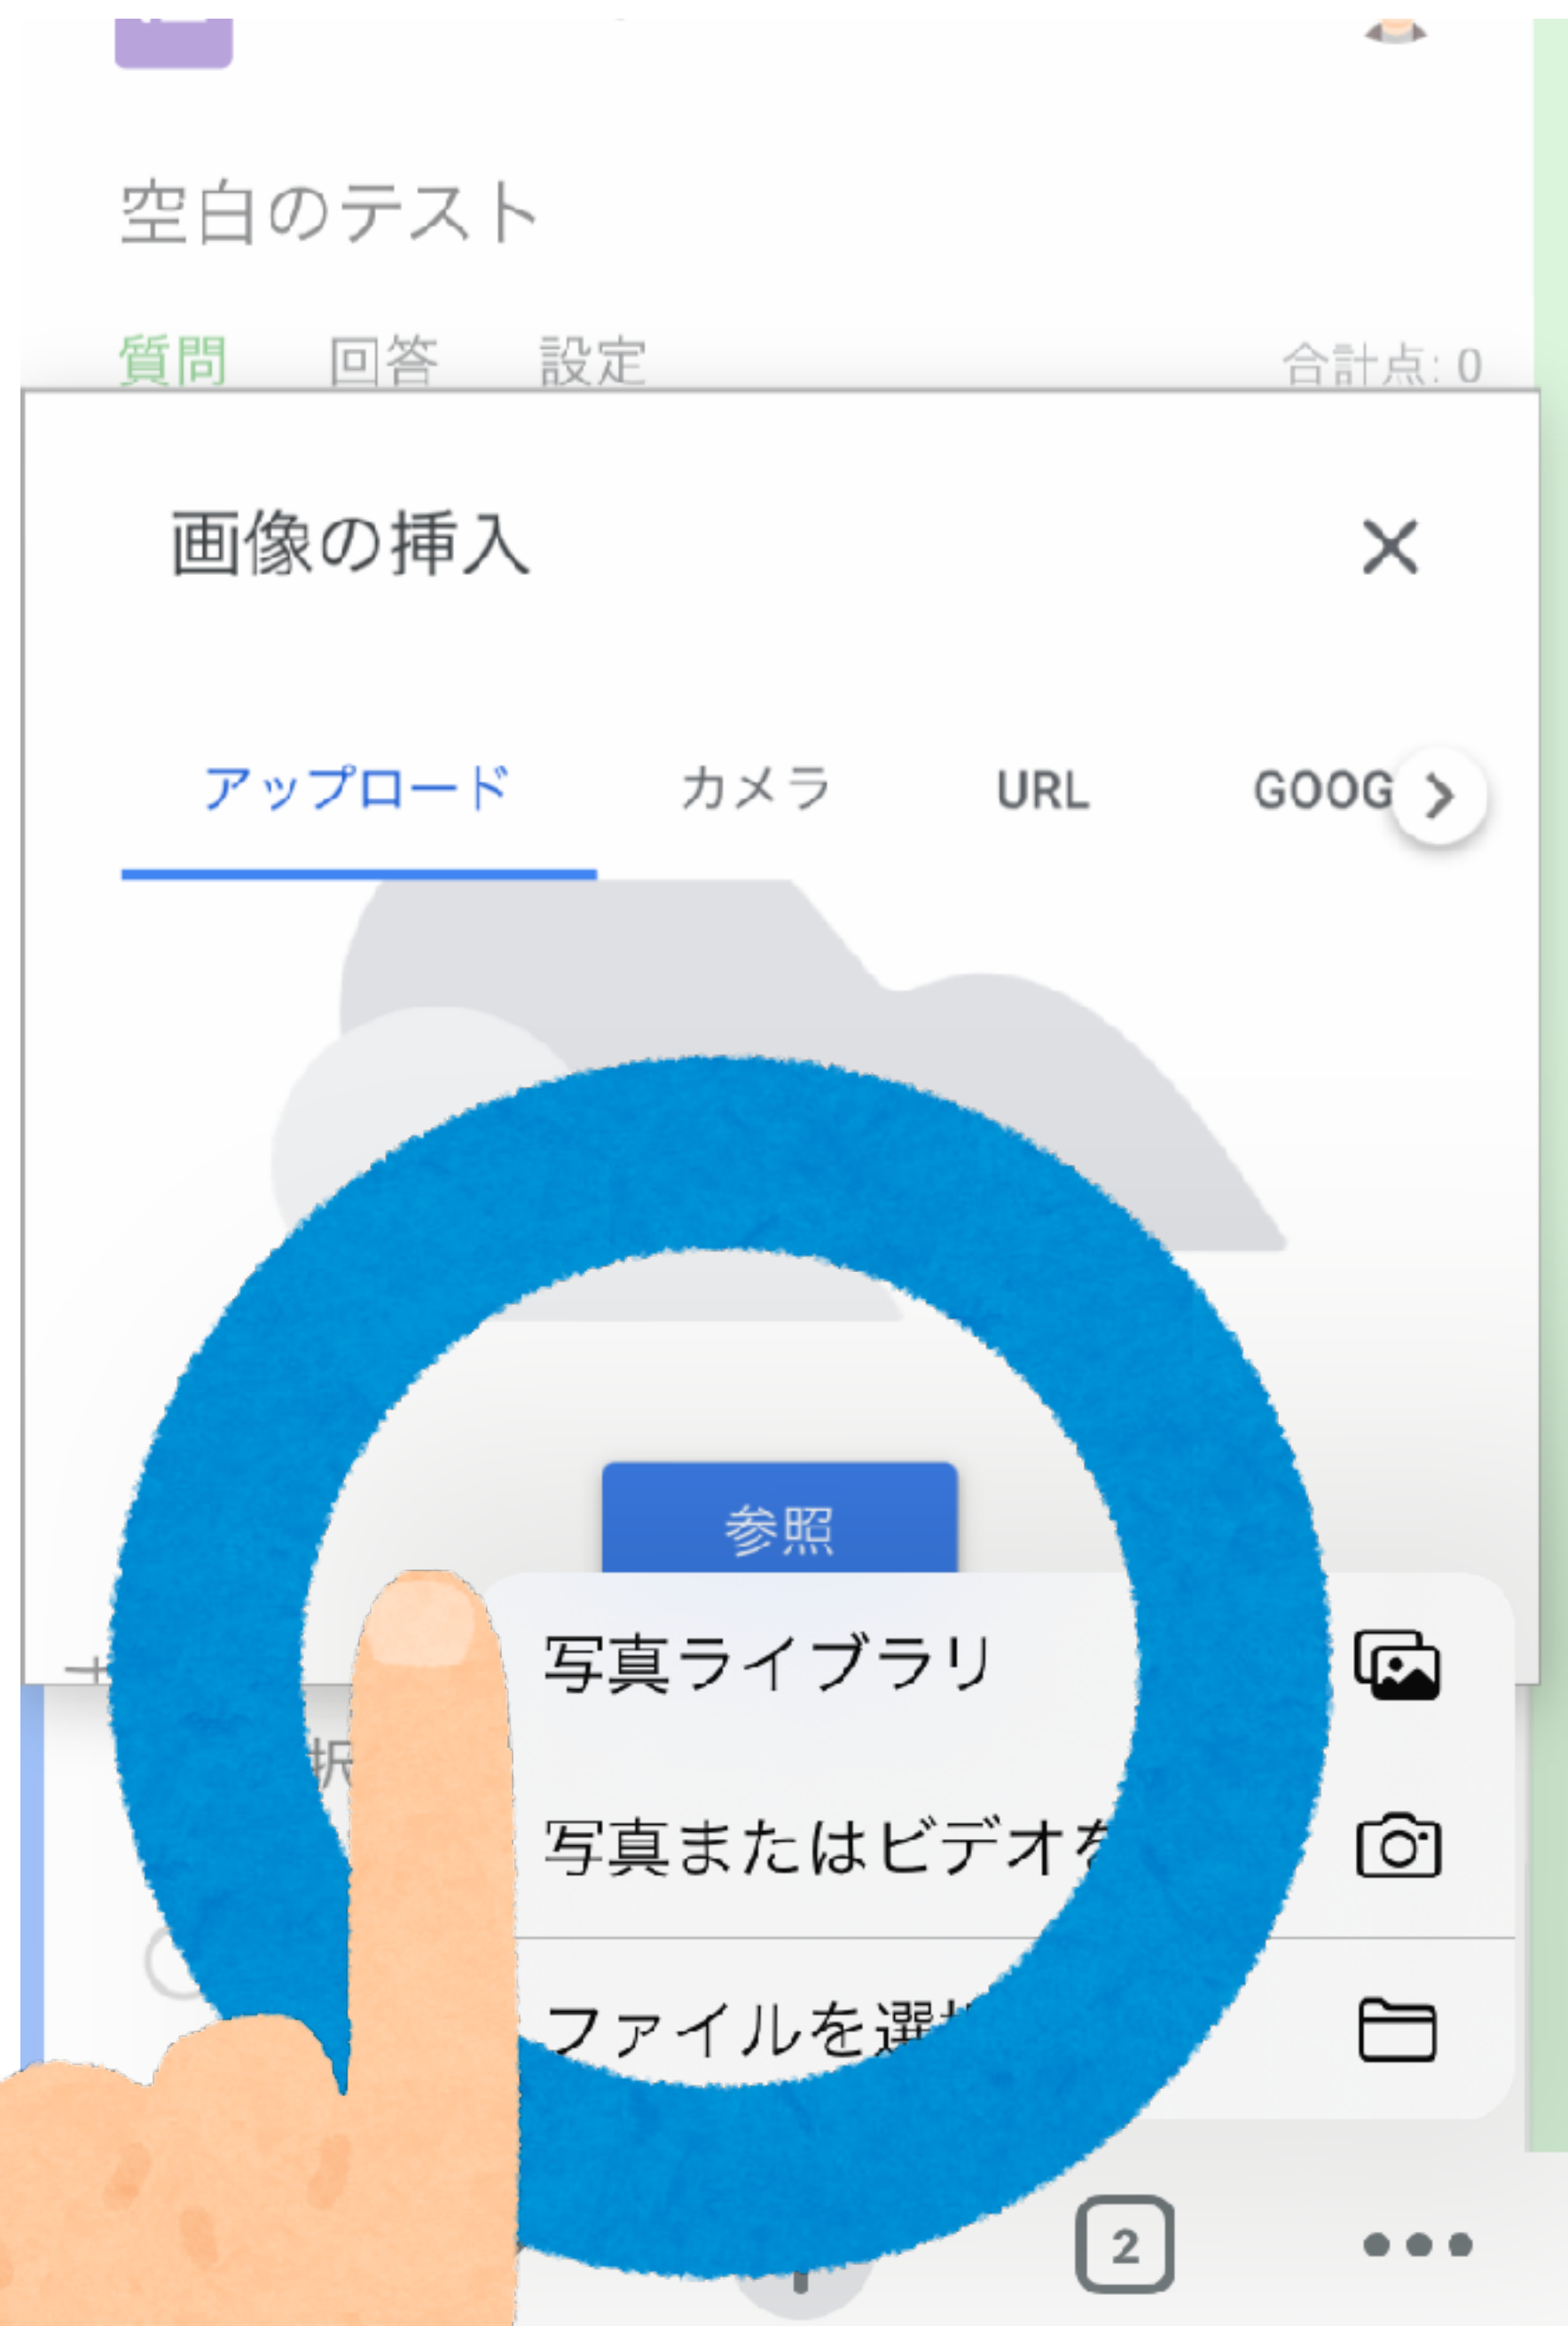 空白のテスト
質問 回答 設定 合計点: 0
画像の挿入
アップロード カメラ URL GOOG
参照
写真ライブラリ
択
写真またはビデオを
ファイルを選択
2